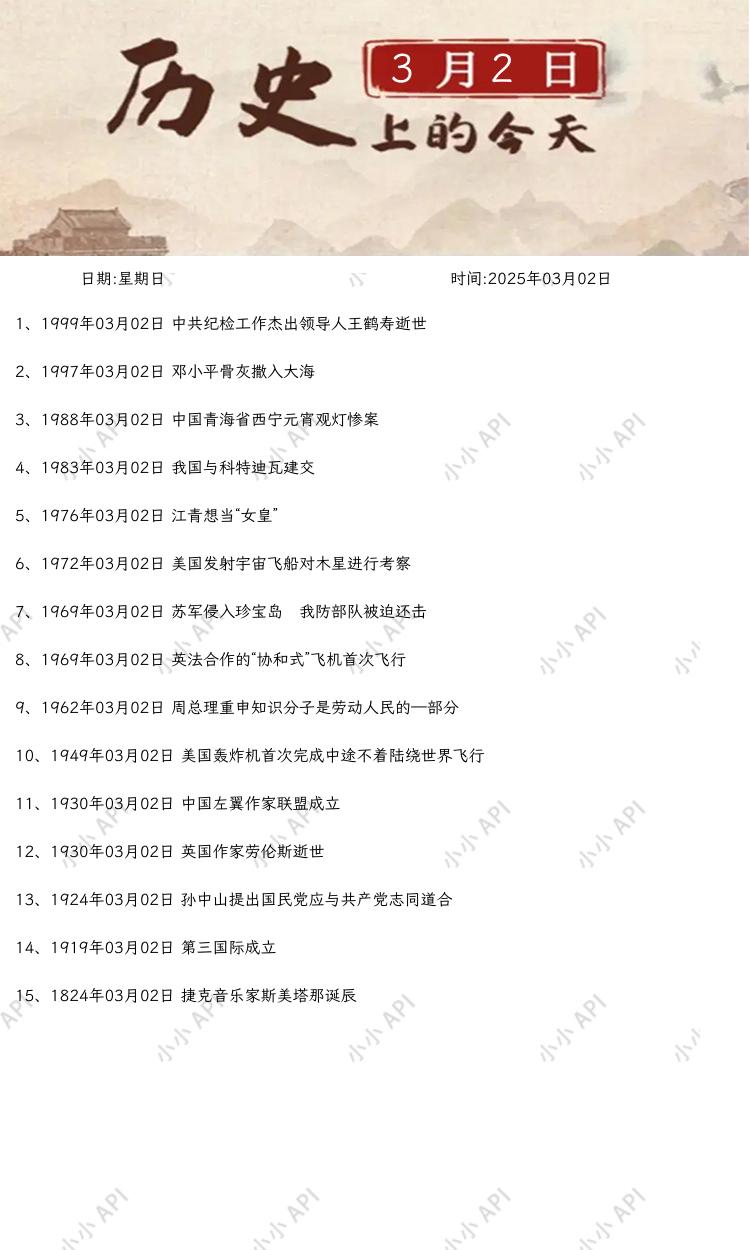 历史
3月2日
上的今天
日期:星期日
时间:2025年03月02日
1、1999年03月02日 中共纪检工作杰出领导人王鹤寿逝世
2、1997年03月02日 邓小平骨灰撒入大海
3、1988年03月02日 中国青海省西宁元宵观灯惨案
4、1983年03月02日 我国与科特迪瓦建交
5、1976年03月02日 江青想当“女皇”
6、1972年03月02日 美国发射宇宙飞船对木星进行考察
7、1969年03月02日 苏军侵入珍宝岛　我防部队被迫还击
8、1969年03月02日 英法合作的“协和式”飞机首次飞行
9、1962年03月02日 周总理重申知识分子是劳动人民的一部分
10、1949年03月02日 美国轰炸机首次完成中途不着陆绕世界飞行
11、1930年03月02日 中国左翼作家联盟成立
12、1930年03月02日 英国作家劳伦斯逝世
13、1924年03月02日 孙中山提出国民党应与共产党志同道合
14、1919年03月02日 第三国际成立
15、1824年03月02日 捷克音乐家斯美塔那诞辰
小小 API